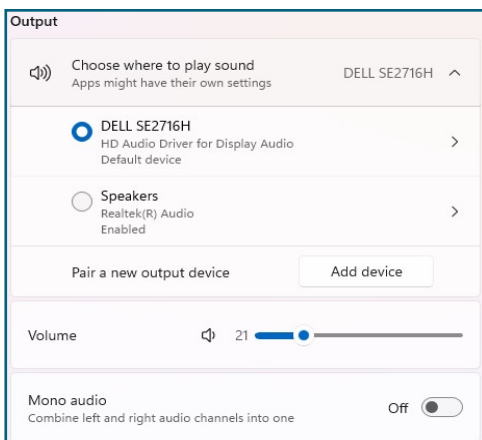 Output
Choose where to play sound
Apps might have their own settings
DELL SE2716H
DELL SE2716H
HD Audio Driver for Display Audio
Default device
Speakers
Realtek(R) Audio
Enabled
Pair a new output device
Add device
Volume
21
Mono audio
Combine left and right audio channels into one
Off